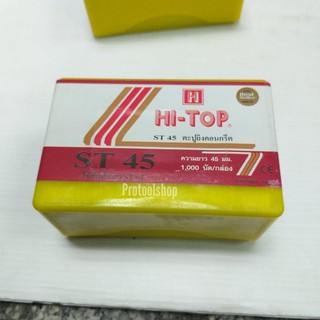 H
HI-TOP®
ST 45 ตะปูยิงคอนกรีต
ST 45
ความยาว 45 มม.
1,000 นัด/กล่อง
CE
Protoolshop